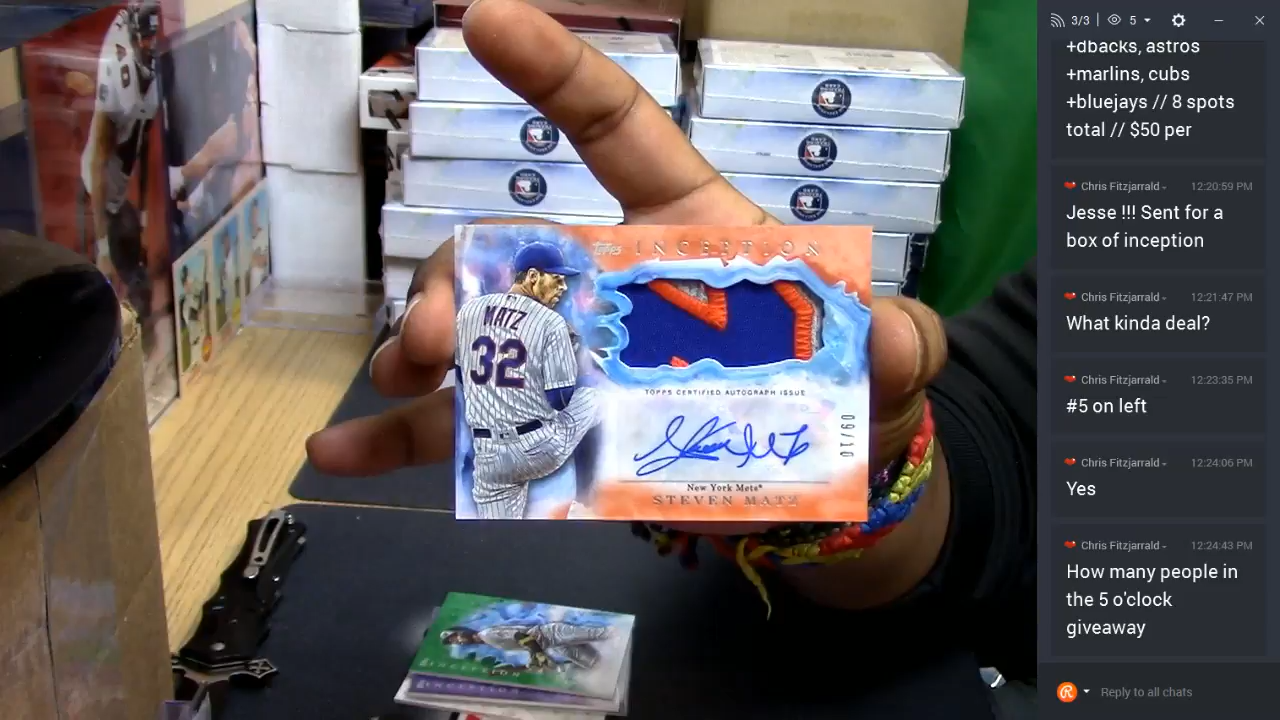 3/3
5
+dbacks, astros
+marlins, cubs
+bluejays // 8 spots
total // $50 per
Chris Fitzjarrald
12:20:59 PM
Jesse !!! Sent for a
box of inception
Chris Fitzjarrald
12:21:47 PM
What kinda deal?
Chris Fitzjarrald
12:23:35 PM
#5 on left
Chris Fitzjarrald
12:24:06 PM
Yes
Chris Fitzjarrald
12:24:43 PM
How many people in
the 5 o'clock
giveaway
Reply to all chats
Topps INCEPTION
MATZ
32
TOPPS CERTIFIED AUTOGRAPH ISSUE
09/10
New York Mets
STEVEN MATZ
INCEPTION
INCEPTION